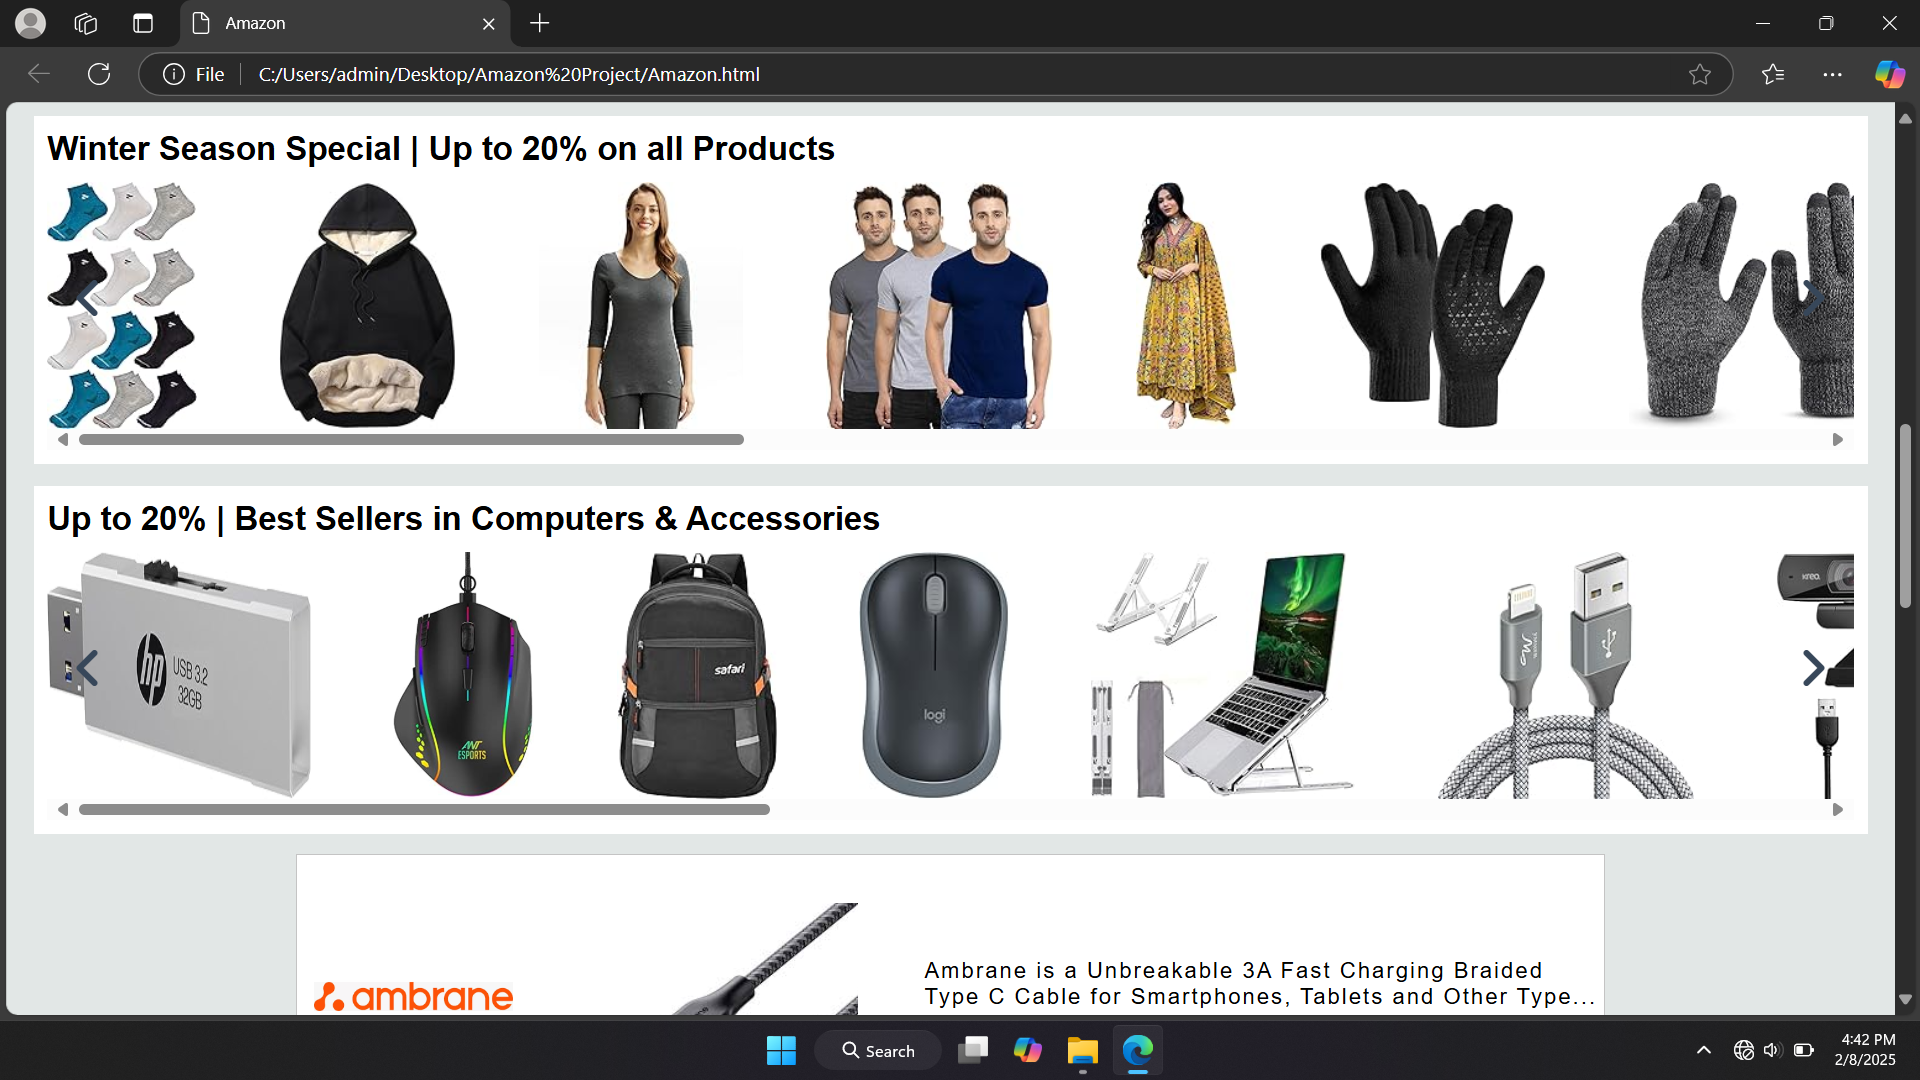 Amazon
File
C:/Users/admin/Desktop/Amazon%20Project/Amazon.html
Winter Season Special | Up to 20% on all Products
Up to 20% | Best Sellers in Computers & Accessories
hp
USB 3.2
32GB
ANT
ESPORTS
safari
logi
kreo
ambrane
Ambrane is a Unbreakable 3A Fast Charging Braided
Type C Cable for Smartphones, Tablets and Other Type...
Search
4:42 PM
2/8/2025